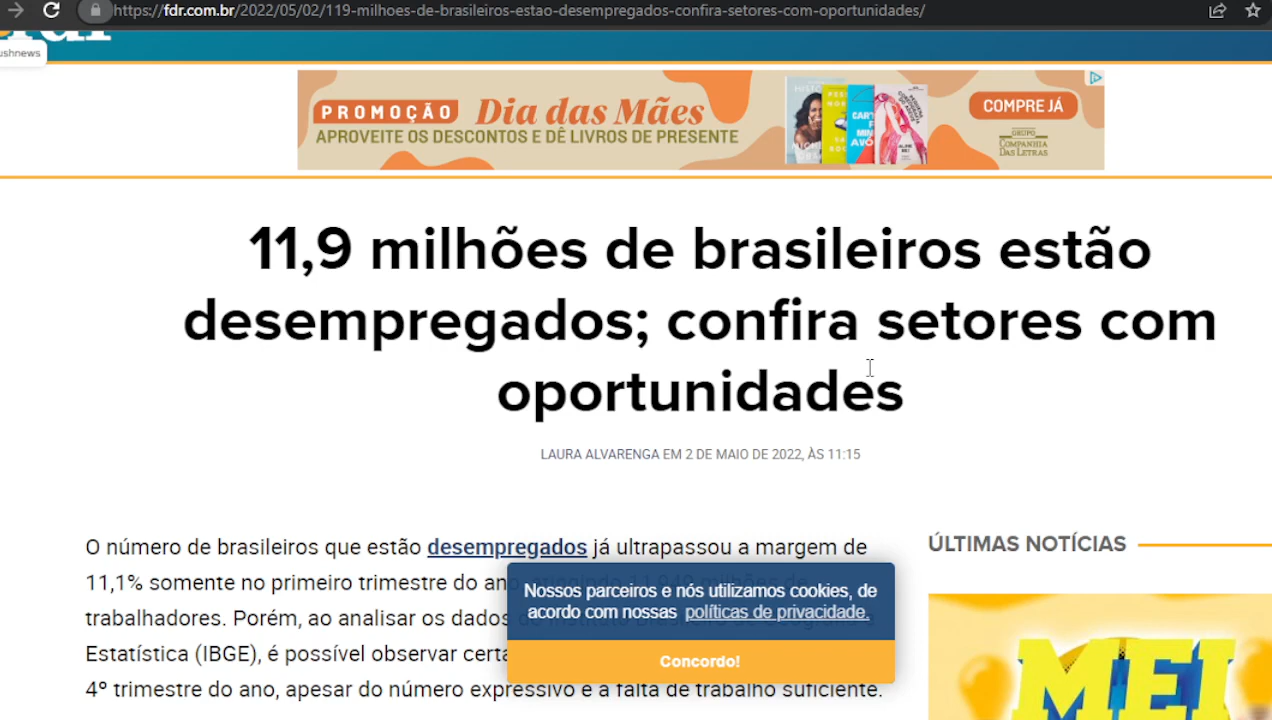 https://fdr.com.br/2022/05/02/119-milhoes-de-brasileiros-estao-desempregados-confira-setores-com-oportunidades/
ushnews
PROMOÇÃO Dia das Mães
APROVEITE OS DESCONTOS E DÊ LIVROS DE PRESENTE
COMPRE JÁ
GRUPO
COMPANHIA
DAS LETRAS
11,9 milhões de brasileiros estão
desempregados; confira setores com
oportunidades
LAURA ALVARENGA EM 2 DE MAIO DE 2022, ÀS 11:15
O número de brasileiros que estão desempregados já ultrapassou a margem de
11,1% somente no primeiro trimestre do ano,
trabalhadores. Porém, ao analisar os dados
Estatística (IBGE), é possível observar certa
4º trimestre do ano, apesar do número expressivo e a falta de trabalho suficiente.
Nossos parceiros e nós utilizamos cookies, de
acordo com nossas políticas de privacidade.
Concordo!
ÚLTIMAS NOTÍCIAS
MEI